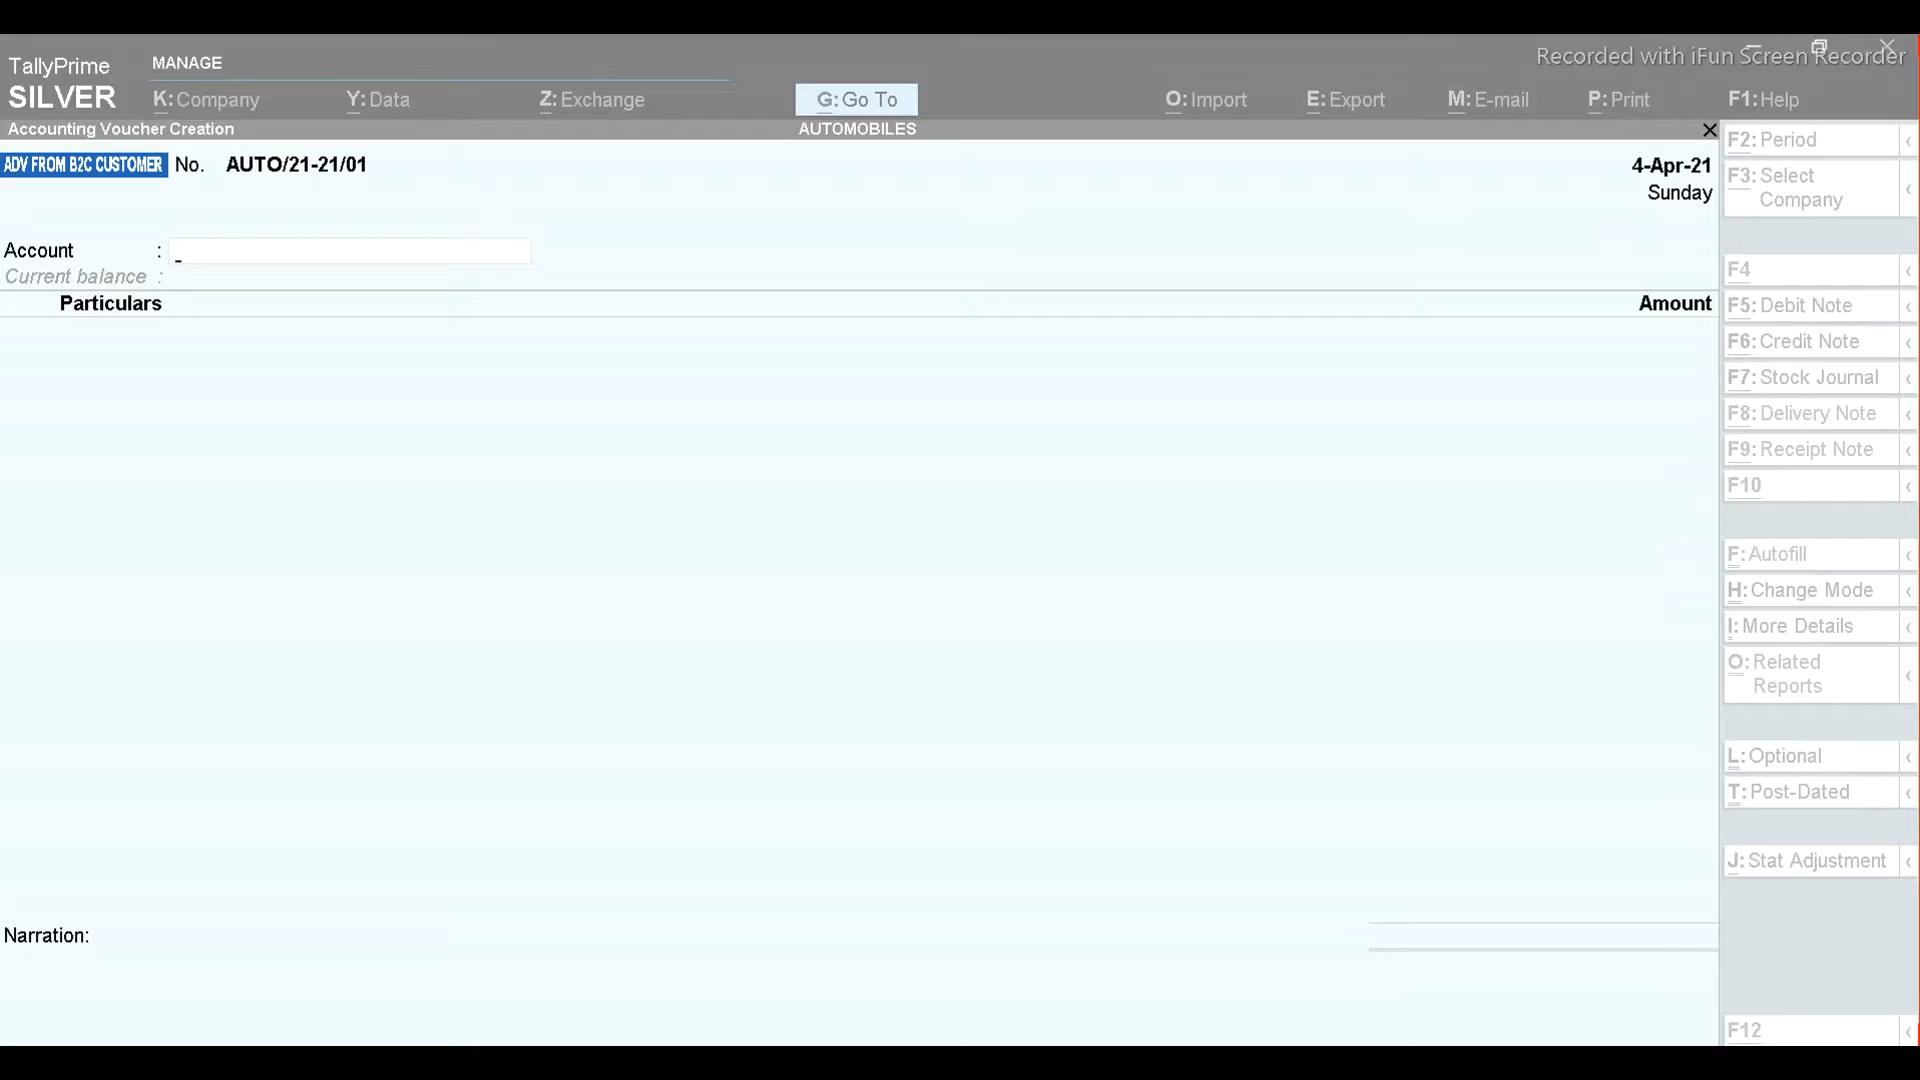 Recorded with iFun Screen Recorder
TallyPrime
SILVER
MANAGE
K:Company
Y:Data
Z:Exchange
G:Go To
O:Import
E:Export
M:E-mail
P:Print
F1:Help
Accounting Voucher Creation
AUTOMOBILES
ADV FROM B2C CUSTOMER No. AUTO/21-21/01
4-Apr-21
Sunday
Account :
Current balance :
Particulars
Amount
Narration:
F2:Period
F3:Select
Company
F4
F5:Debit Note
F6:Credit Note
F7:Stock Journal
F8:Delivery Note
F9:Receipt Note
F10
F:Autofill
H:Change Mode
I:More Details
O:Related
Reports
L:Optional
T:Post-Dated
J:Stat Adjustment
F12